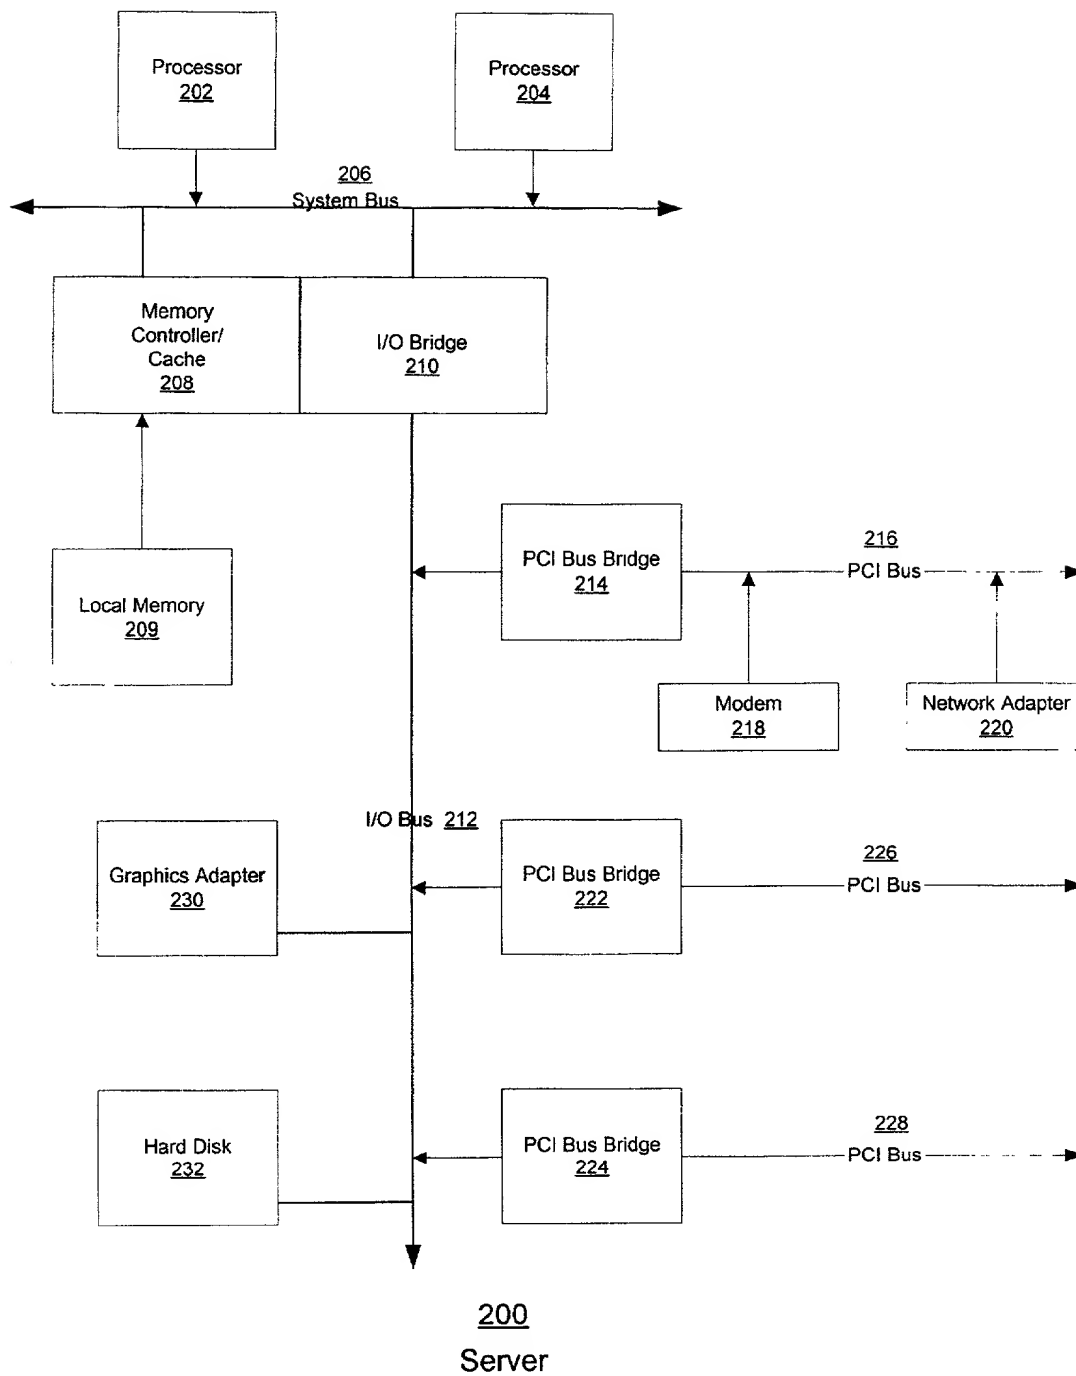 Processor
202
Processor
204
206
System Bus
Memory
Controller/
Cache
208
I/O Bridge
210
PCI Bus Bridge
214
216
PCI Bus
Local Memory
209
Modem
218
Network Adapter
220
I/O Bus 212
Graphics Adapter
230
PCI Bus Bridge
222
226
PCI Bus
Hard Disk
232
PCI Bus Bridge
224
228
PCI Bus
200
Server